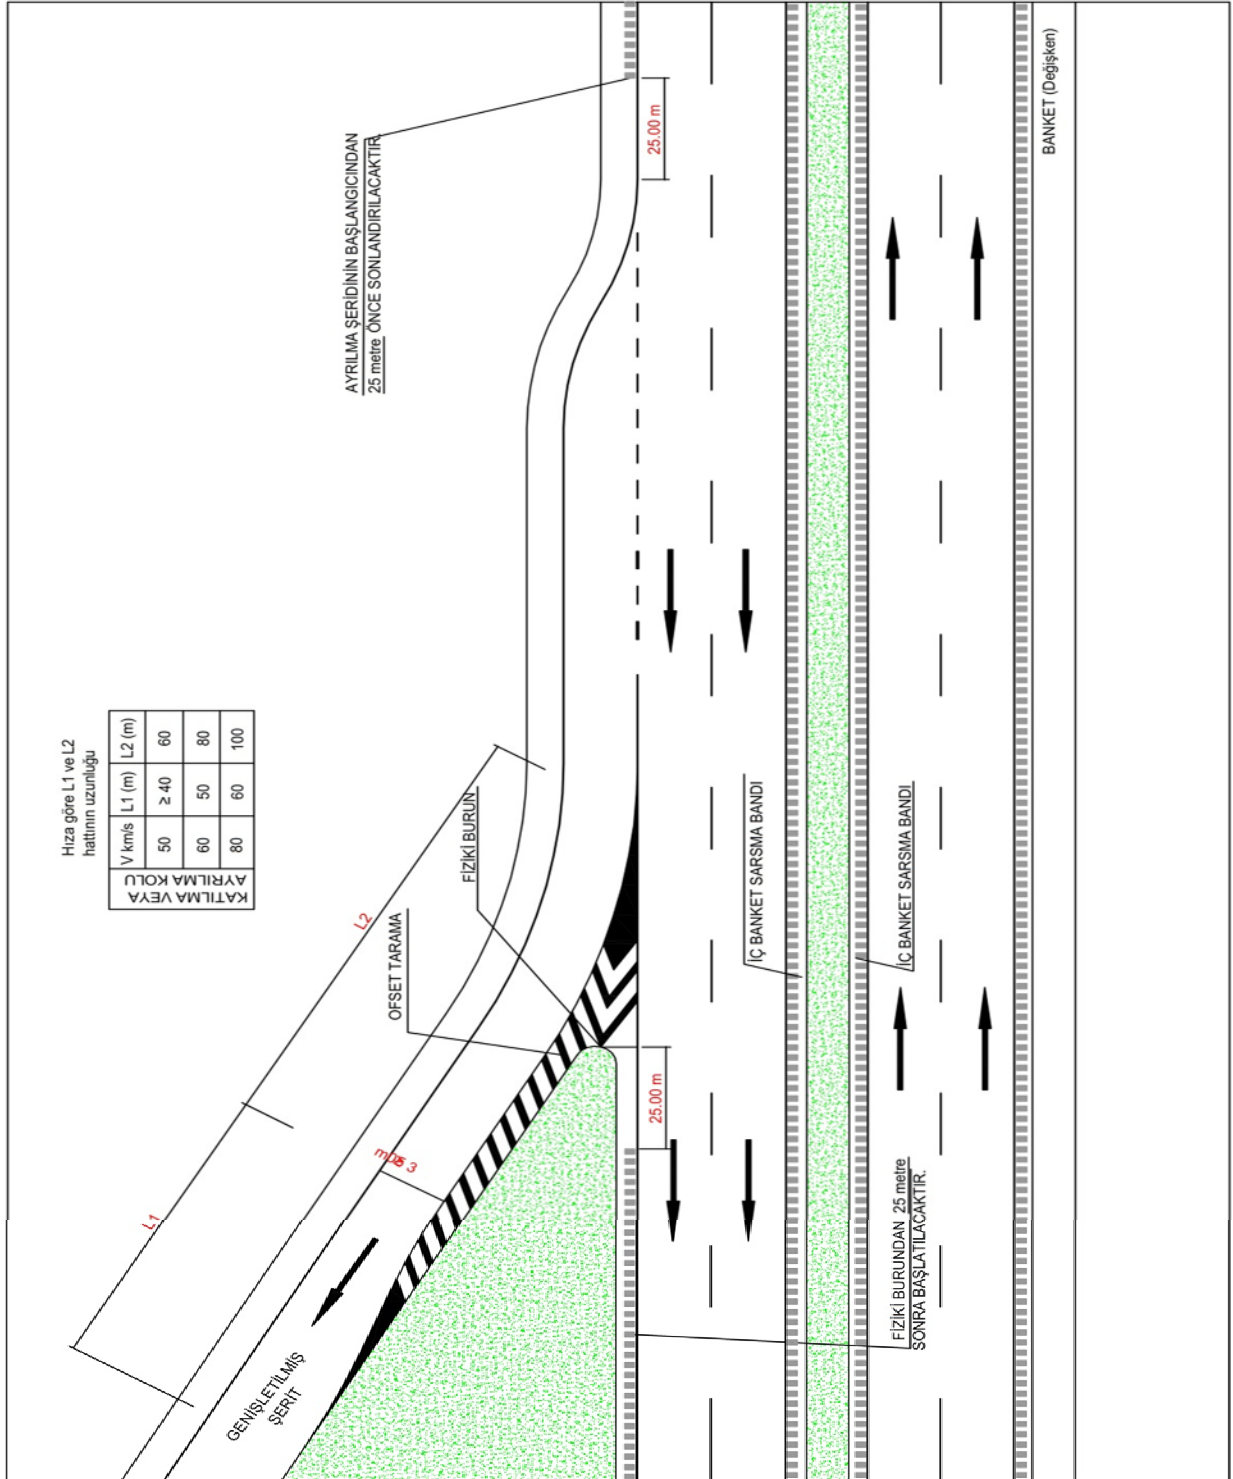 AYRILMA ŞERİDİNİN BAŞLANGICINDAN
25 metre ÖNCE SONLANDIRILACAKTIR.
25.00 m
BANKET (Değişken)
Hıza göre L1 ve L2
hattının uzunluğu
KATILMA VEYA
AYRILMA KOLU
V km/s L1 (m) L2 (m)
50 ≥ 40 60
60 50 80
80 60 100
L2
FİZİKİ BURUN
OFSET TARAMA
İÇ BANKET SARSMA BANDI
İÇ BANKET SARSMA BANDI
25.00 m
L1
GENİŞLETİLMİŞ
ŞERİT
FİZİKİ BURUNDAN 25 metre
SONRA BAŞLATILACAKTIR.